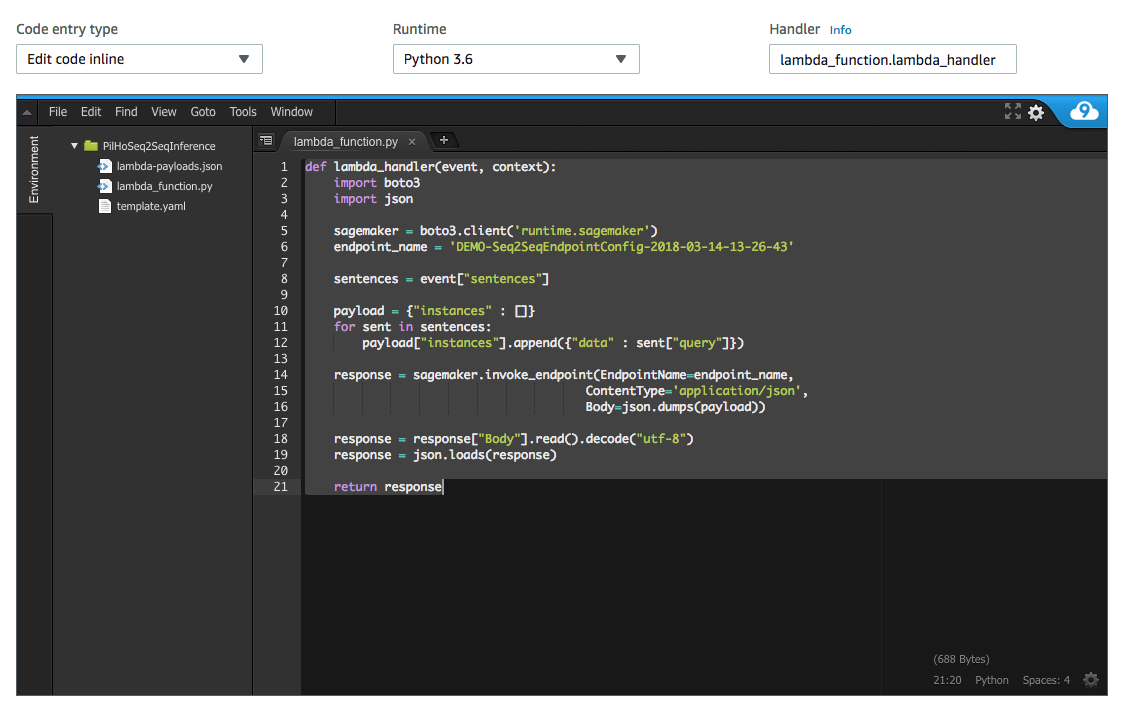 Code entry type
Runtime
Handler Info
Edit code inline
Python 3.6
lambda_function.lambda_handler
File Edit Find View Goto Tools Window
9
Environment
PilHoSeq2SeqInference
lambda-payloads.json
lambda_function.py
template.yaml
lambda_function.py × +
1 def lambda_handler(event, context):
2     import boto3
3     import json
4
5     sagemaker = boto3.client('runtime.sagemaker')
6     endpoint_name = 'DEMO-Seq2SeqEndpointConfig-2018-03-14-13-26-43'
7
8     sentences = event["sentences"]
9
10     payload = {"instances" : []}
11     for sent in sentences:
12         payload["instances"].append({"data" : sent["query"]})
13
14     response = sagemaker.invoke_endpoint(EndpointName=endpoint_name,
15                                        ContentType='application/json',
16                                        Body=json.dumps(payload))
17
18     response = response["Body"].read().decode("utf-8")
19     response = json.loads(response)
20
21     return response
(688 Bytes)
21:20 Python Spaces: 4